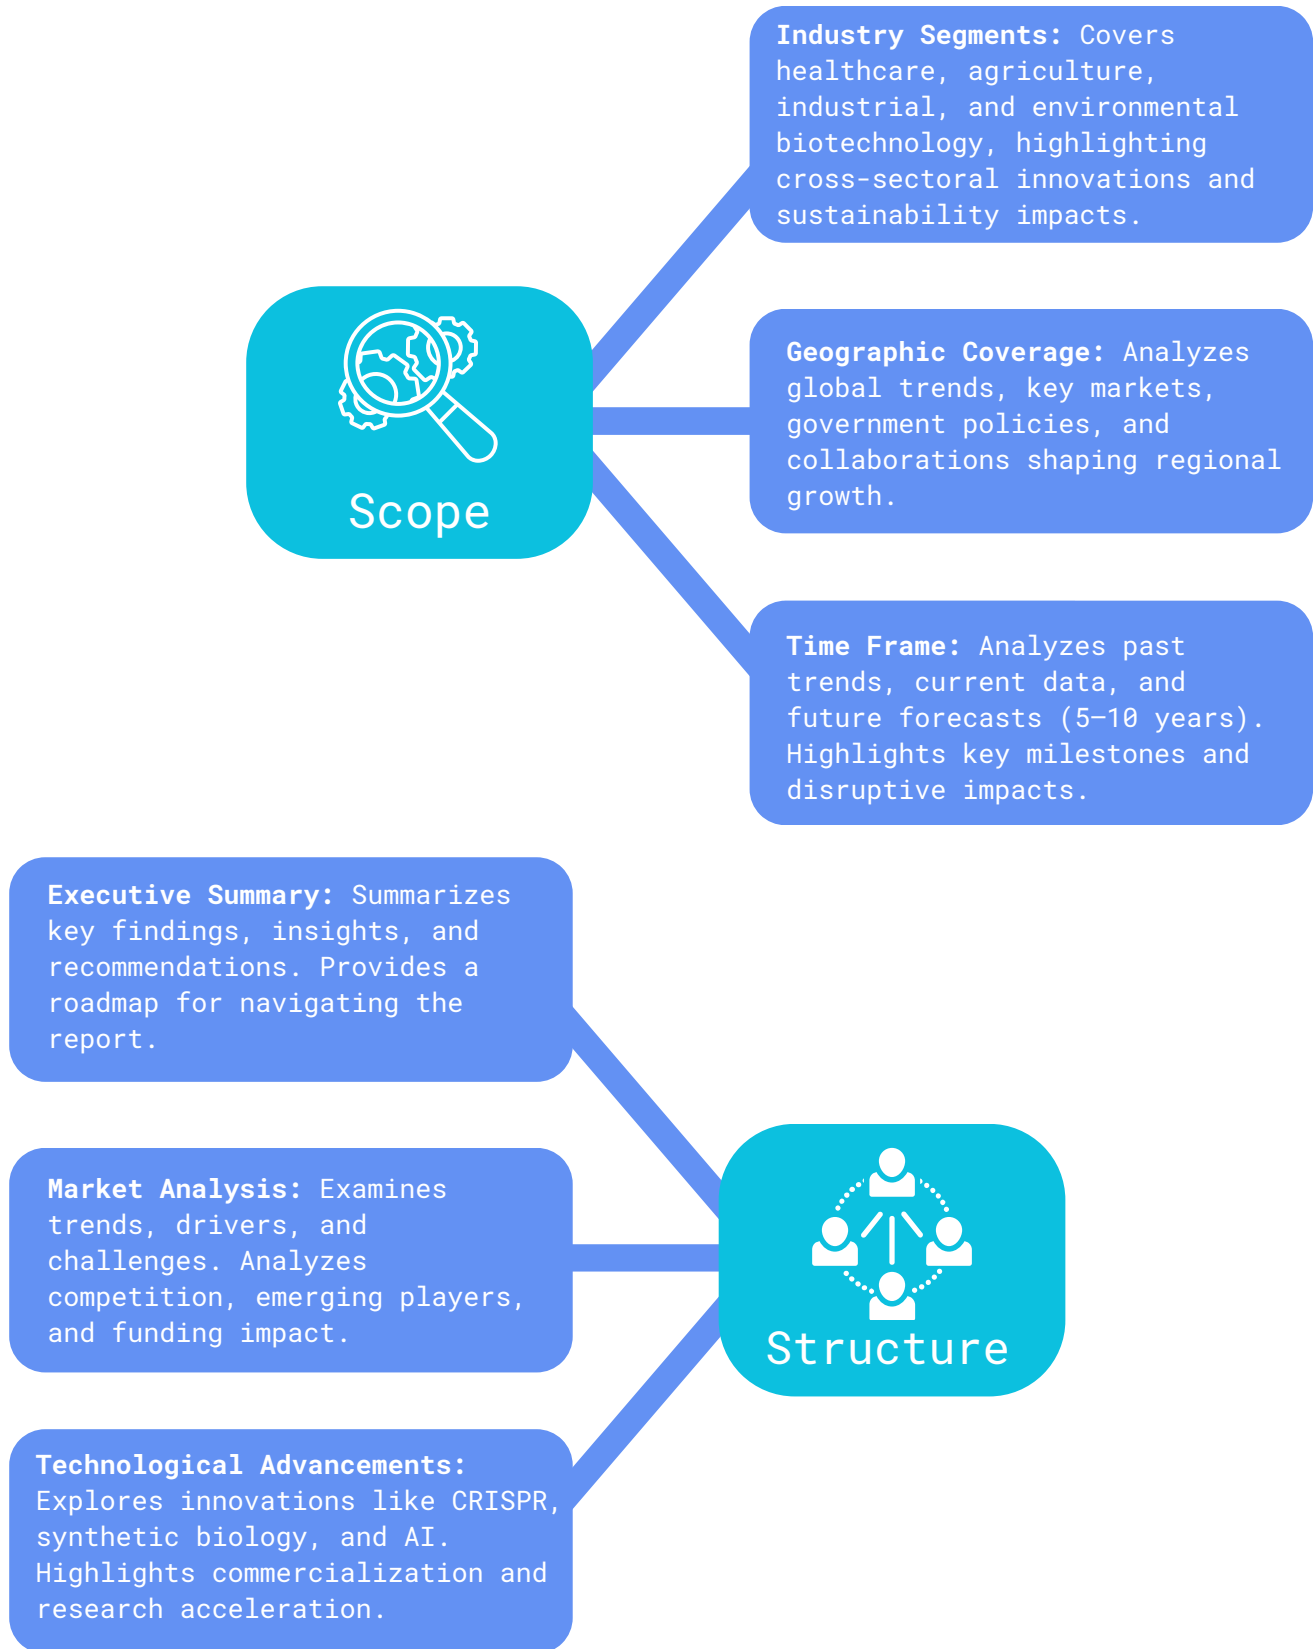 Industry Segments: Covers
healthcare, agriculture,
industrial, and environmental
biotechnology, highlighting
cross-sectoral innovations and
sustainability impacts.
Scope
Geographic Coverage: Analyzes
global trends, key markets,
government policies, and
collaborations shaping regional
growth.
Time Frame: Analyzes past
trends, current data, and
future forecasts (5–10 years).
Highlights key milestones and
disruptive impacts.
Executive Summary: Summarizes
key findings, insights, and
recommendations. Provides a
roadmap for navigating the
report.
Market Analysis: Examines
trends, drivers, and
challenges. Analyzes
competition, emerging players,
and funding impact.
Structure
Technological Advancements:
Explores innovations like CRISPR,
synthetic biology, and AI.
Highlights commercialization and
research acceleration.